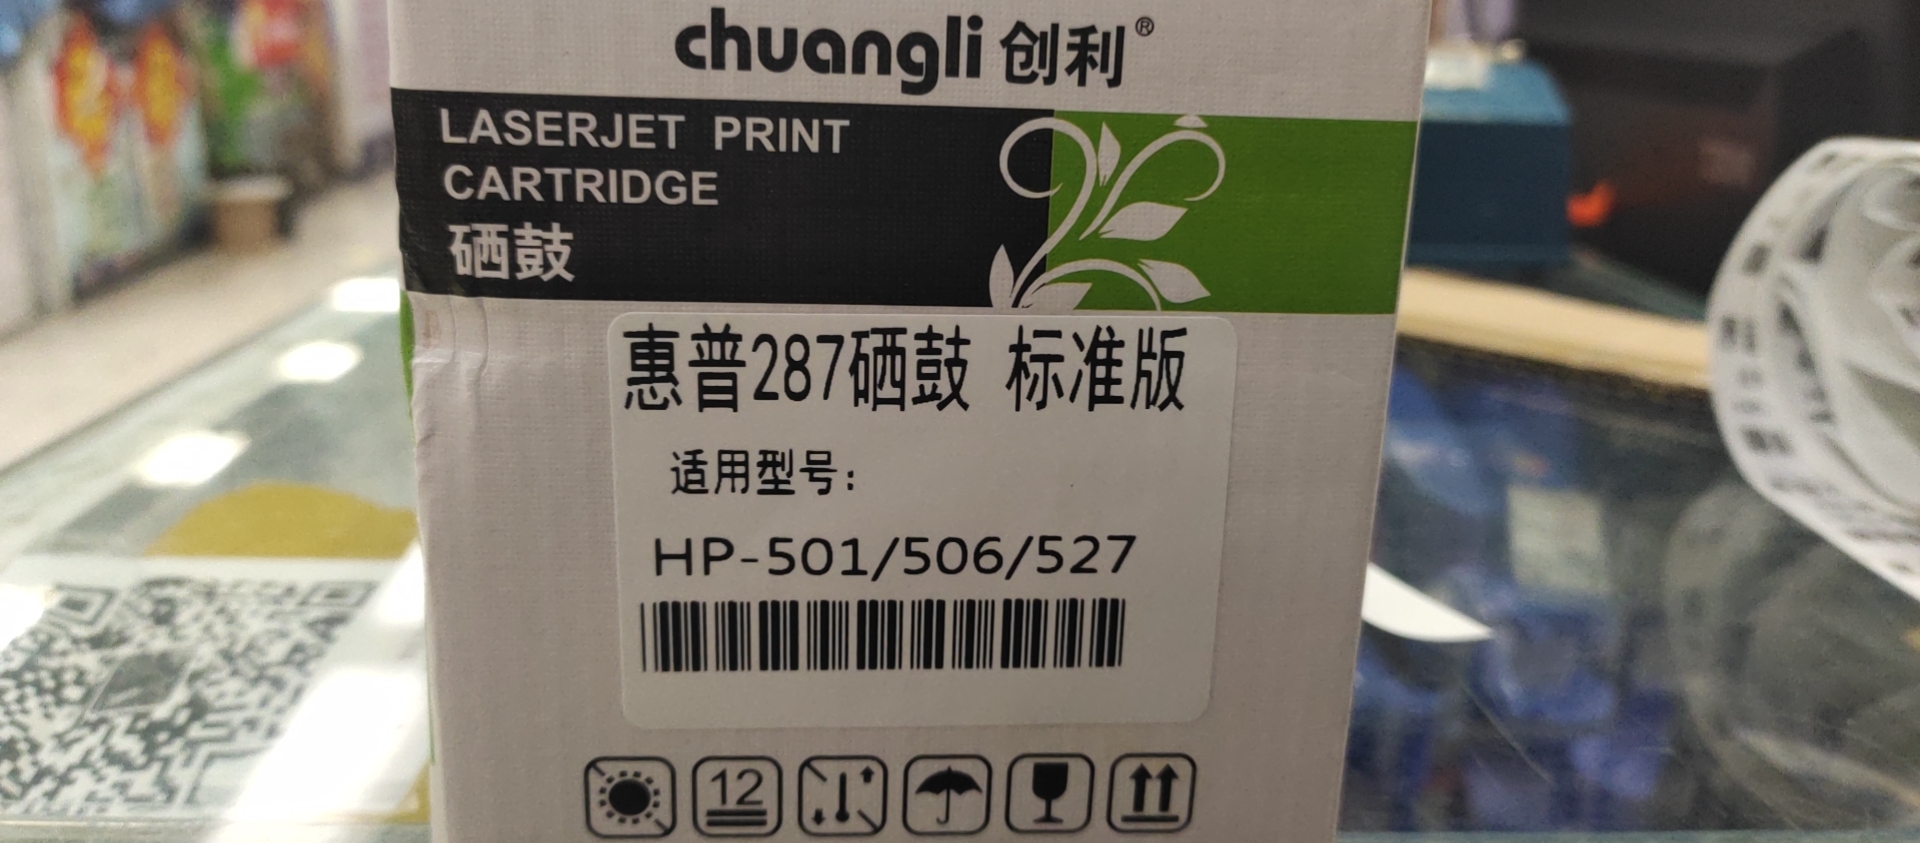 chuangli 创利®
LASERJET PRINT
CARTRIDGE
硒鼓
惠普287硒鼓 标准版
适用型号:
HP-501/506/527
12